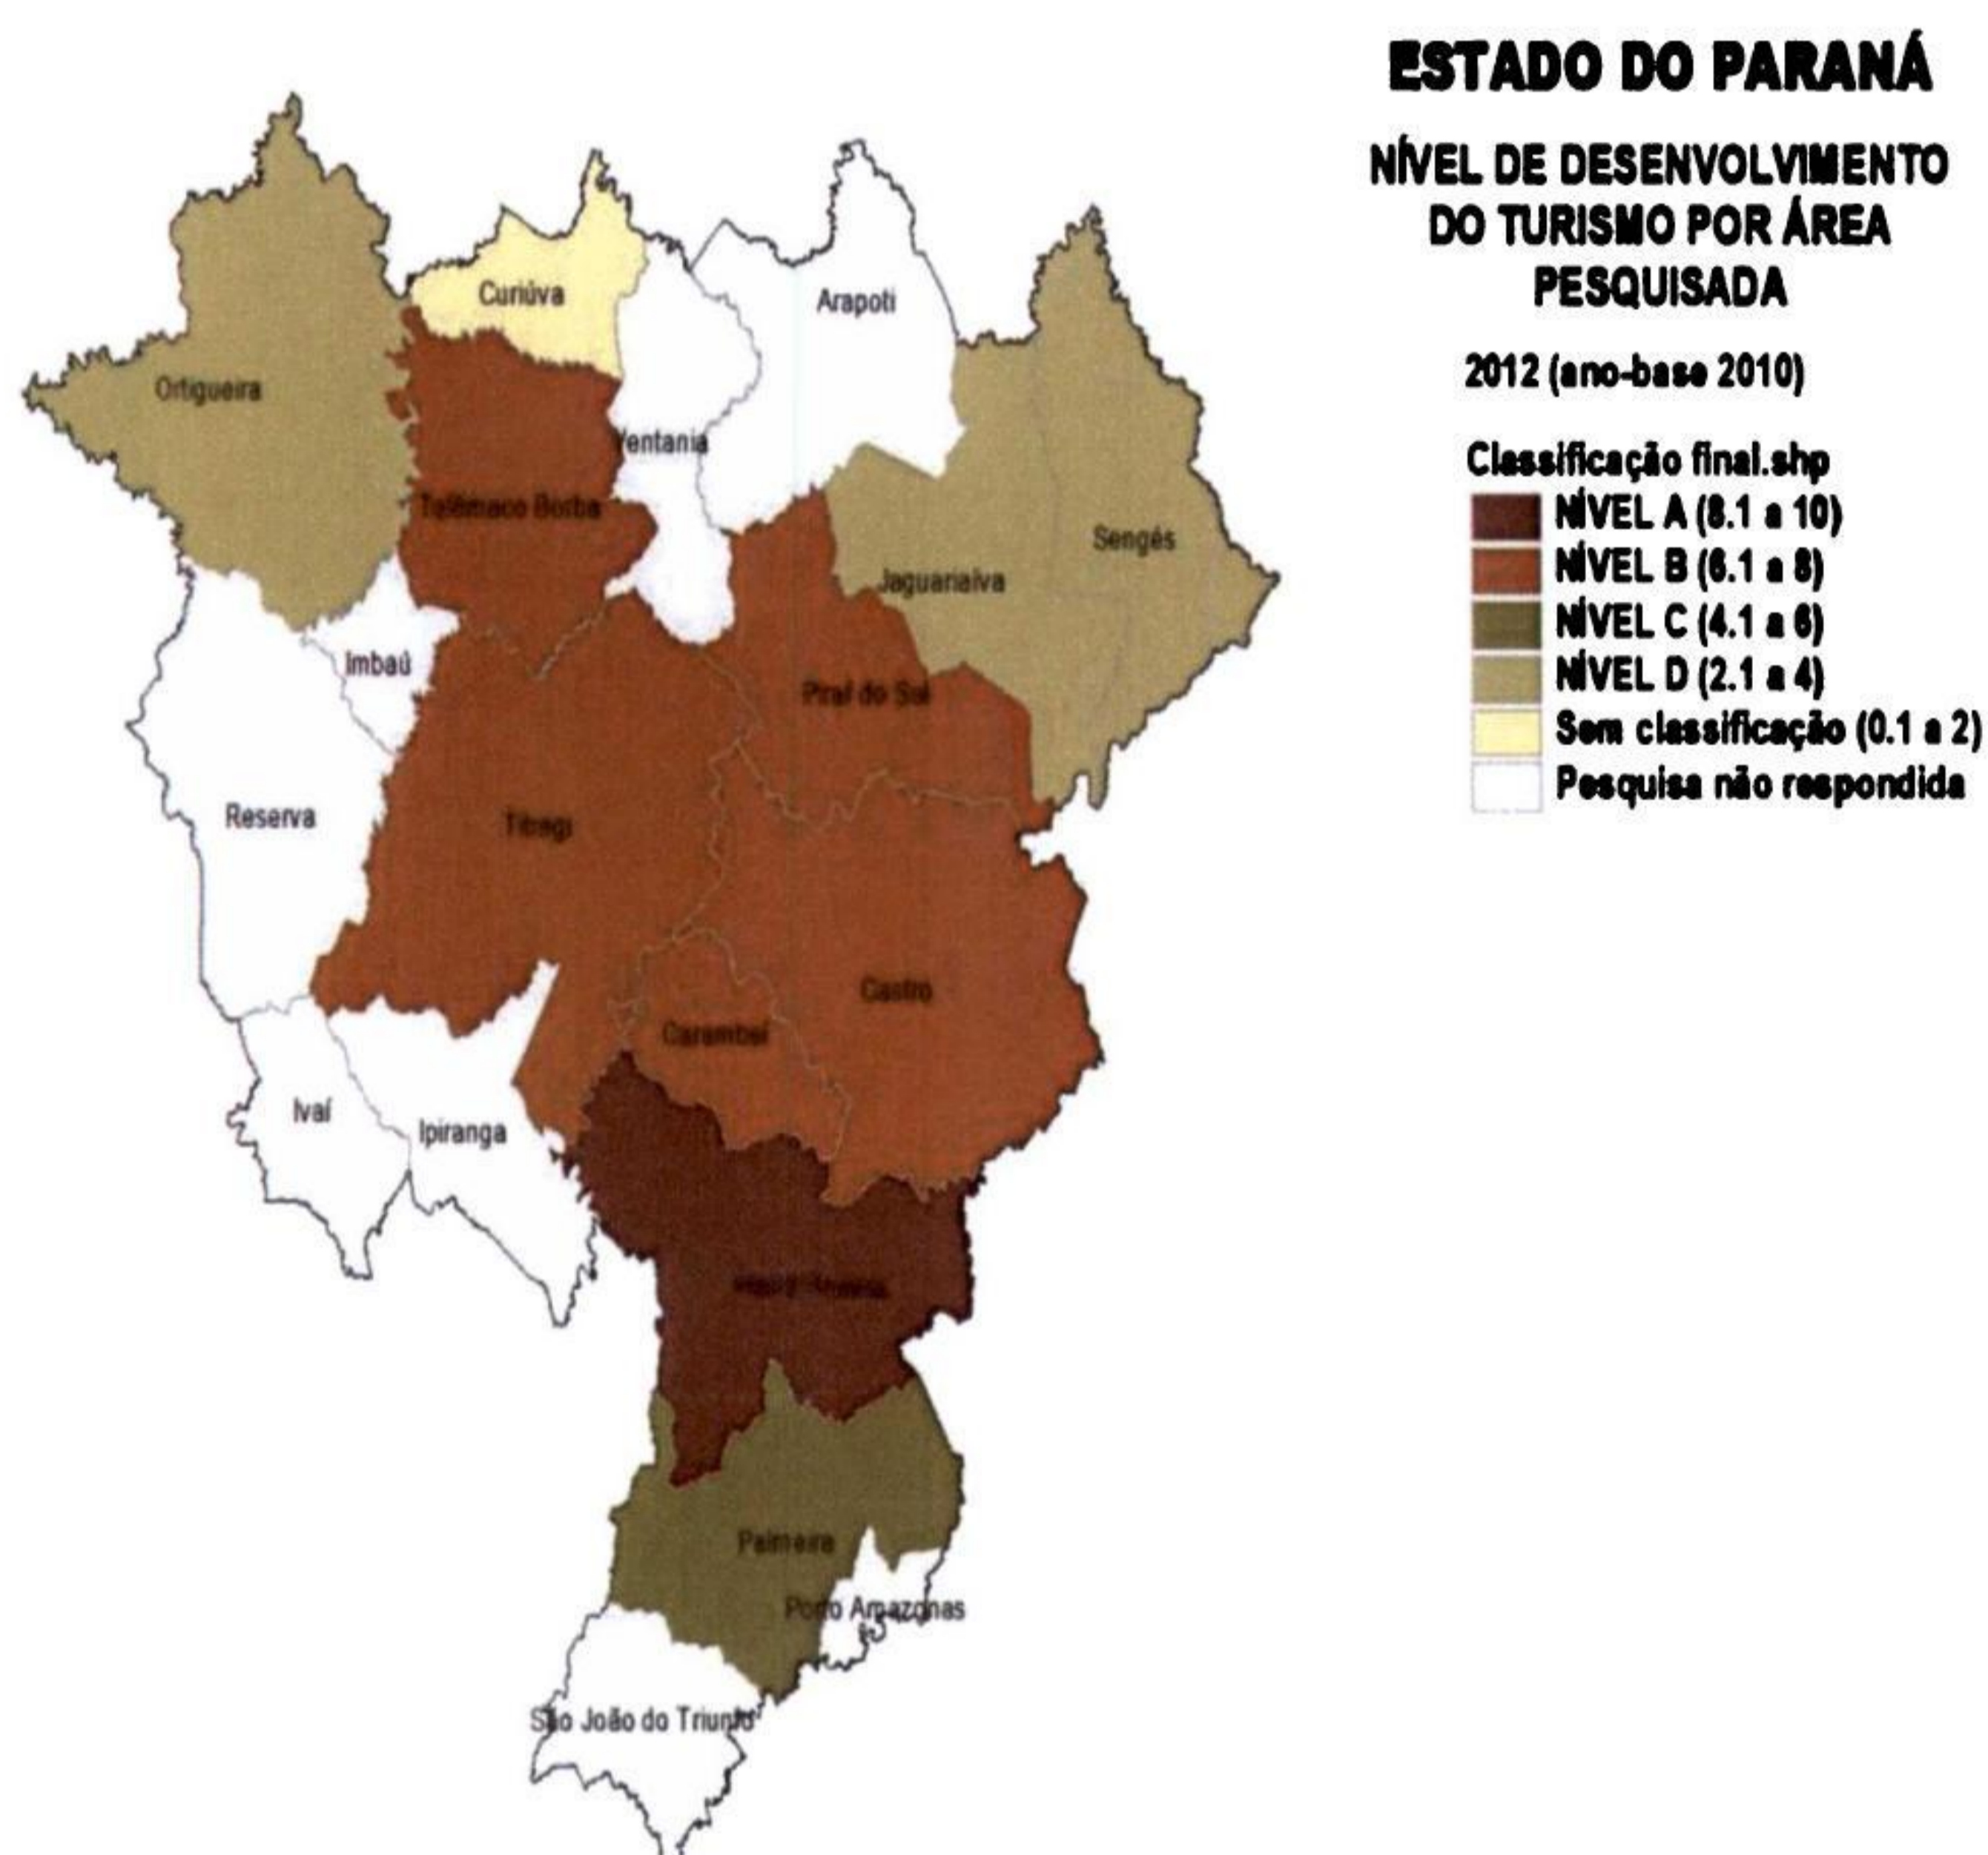 ESTADO DO PARANÁ
NÍVEL DE DESENVOLVIMENTO
DO TURISMO POR ÁREA
PESQUISADA
2012 (ano-base 2010)
Classificação final.shp
NÍVEL A (8.1 a 10)
NÍVEL B (6.1 a 8)
NÍVEL C (4.1 a 6)
NÍVEL D (2.1 a 4)
Sem classificação (0.1 a 2)
Pesquisa não respondida
Curiúva
Arapoti
Ortigueira
Ventania
Telêmaco Borba
Sengés
Jaguariaíva
Imbaú
Piraí do Sul
Reserva
Tibagi
Castro
Carambeí
Ivaí
Ipiranga
Palmeira
Porto Amazonas
São João do Triunfo